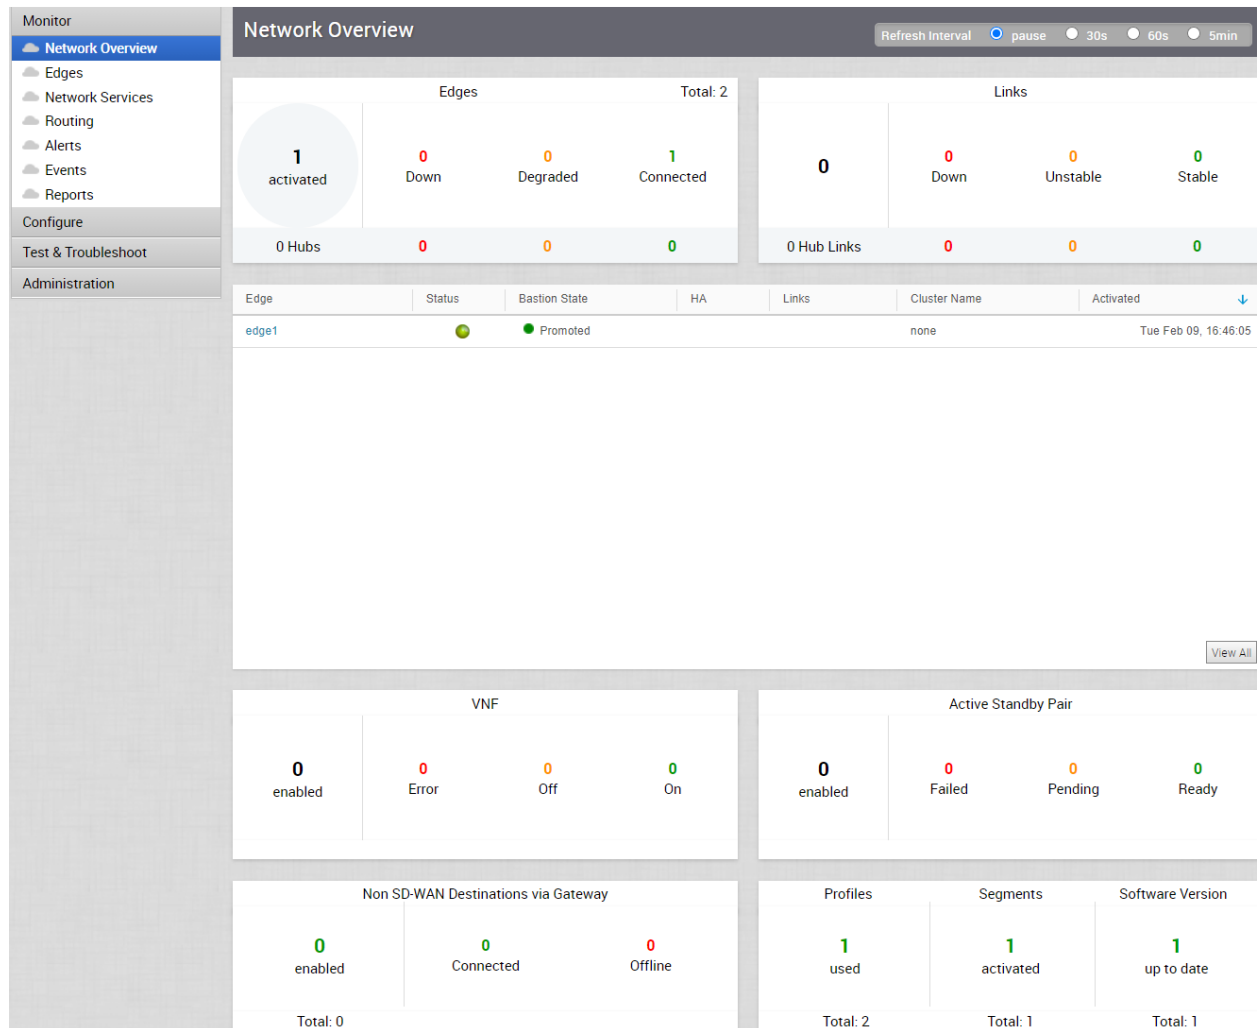 Monitor
Network Overview
Edges
Network Services
Routing
Alerts
Events
Reports
Configure
Test & Troubleshoot
Administration
Network Overview
Refresh Interval pause 30s 60s 5min
Edges Total: 2
1 activated
0 Down
0 Degraded
1 Connected
0 Hubs 0 0 0
Links
0
0 Down
0 Unstable
0 Stable
0 Hub Links 0 0 0
Edge Status Bastion State HA Links Cluster Name Activated
edge1 Promoted none Tue Feb 09, 16:46:05
View All
VNF
0 enabled
0 Error
0 Off
0 On
Active Standby Pair
0 enabled
0 Failed
0 Pending
0 Ready
Non SD-WAN Destinations via Gateway
0 enabled
0 Connected
0 Offline
Total: 0
Profiles
1 used
Total: 2
Segments
1 activated
Total: 1
Software Version
1 up to date
Total: 1